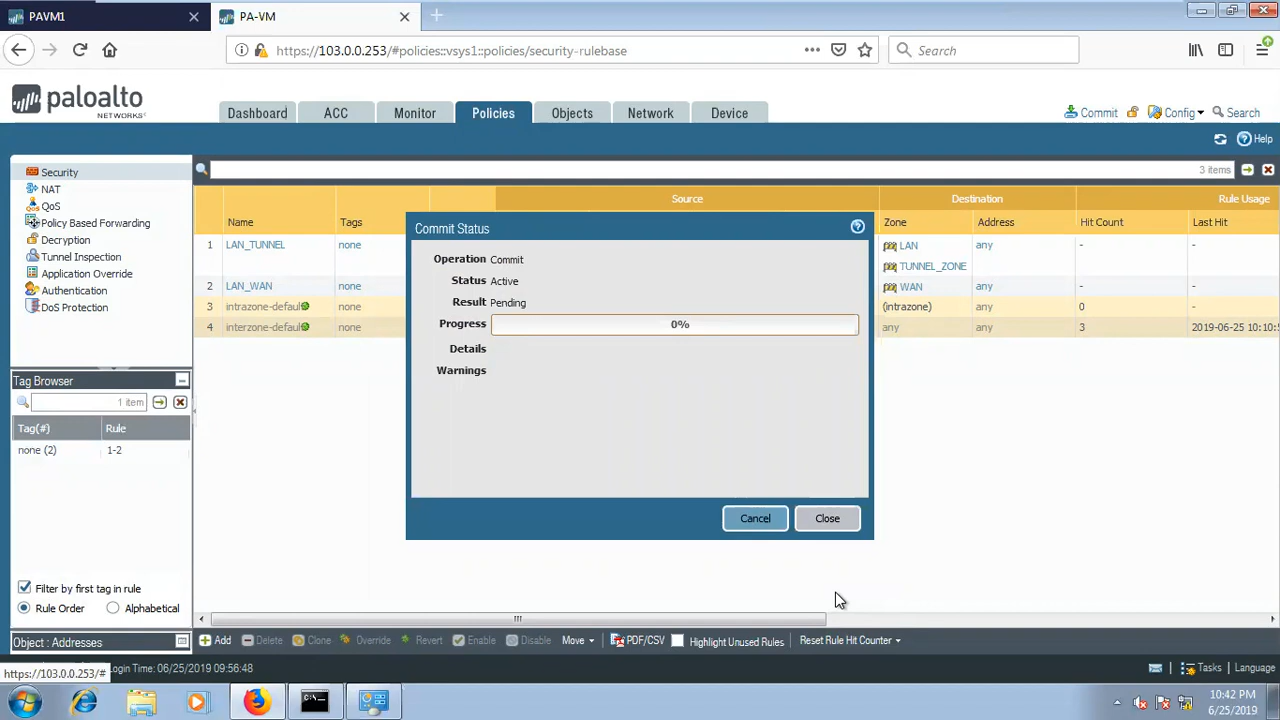 PAVM1
PA-VM
https://103.0.0.253/#policies::vsys1::policies/security-rulebase
Search
paloalto
NETWORKS
Dashboard
ACC
Monitor
Policies
Objects
Network
Device
Commit
Config
Search
Help
Security
NAT
QoS
Policy Based Forwarding
Decryption
Tunnel Inspection
Application Override
Authentication
DoS Protection
3 items
Source
Destination
Rule Usage
Name
Tags
Zone
Address
Hit Count
Last Hit
1 LAN_TUNNEL none LAN any - -
TUNNEL_ZONE
2 LAN_WAN none WAN any - -
3 intrazone-defaul none (intrazone) any 0 -
4 interzone-defaul none any any 3 2019-06-25 10:10:5
Commit Status
Operation Commit
Status Active
Result Pending
Progress 0%
Details
Warnings
Cancel
Close
Tag Browser
1 item
Tag(#) Rule
none (2) 1-2
Filter by first tag in rule
Rule Order
Alphabetical
Object : Addresses
Add
Delete
Clone
Override
Revert
Enable
Disable
Move
PDF/CSV
Highlight Unused Rules
Reset Rule Hit Counter
https://103.0.0.253/#
Login Time: 06/25/2019 09:56:48
Tasks
Language
10:42 PM
6/25/2019